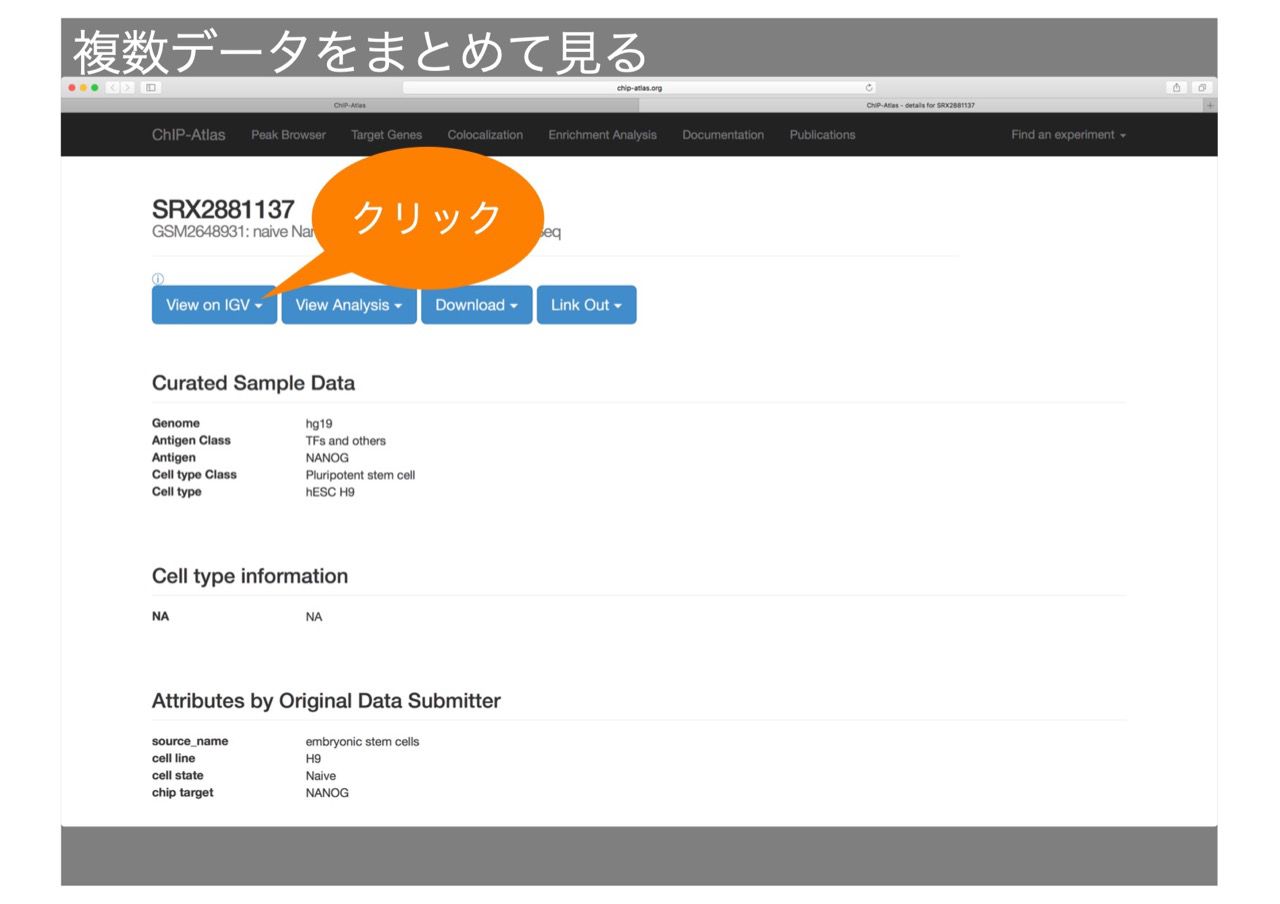 複数データをまとめて見る
chip-atlas.org
ChIP-Atlas
ChIP-Atlas - details for SRX2881137
ChIP-Atlas Peak Browser Target Genes Colocalization Enrichment Analysis Documentation Publications Find an experiment
SRX2881137
クリック
GSM2648931: naive
View on IGV View Analysis Download Link Out
Curated Sample Data
Genome hg19
Antigen Class TFs and others
Antigen NANOG
Cell type Class Pluripotent stem cell
Cell type hESC H9
Cell type information
NA NA
Attributes by Original Data Submitter
source_name embryonic stem cells
cell line H9
cell state Naive
chip target NANOG